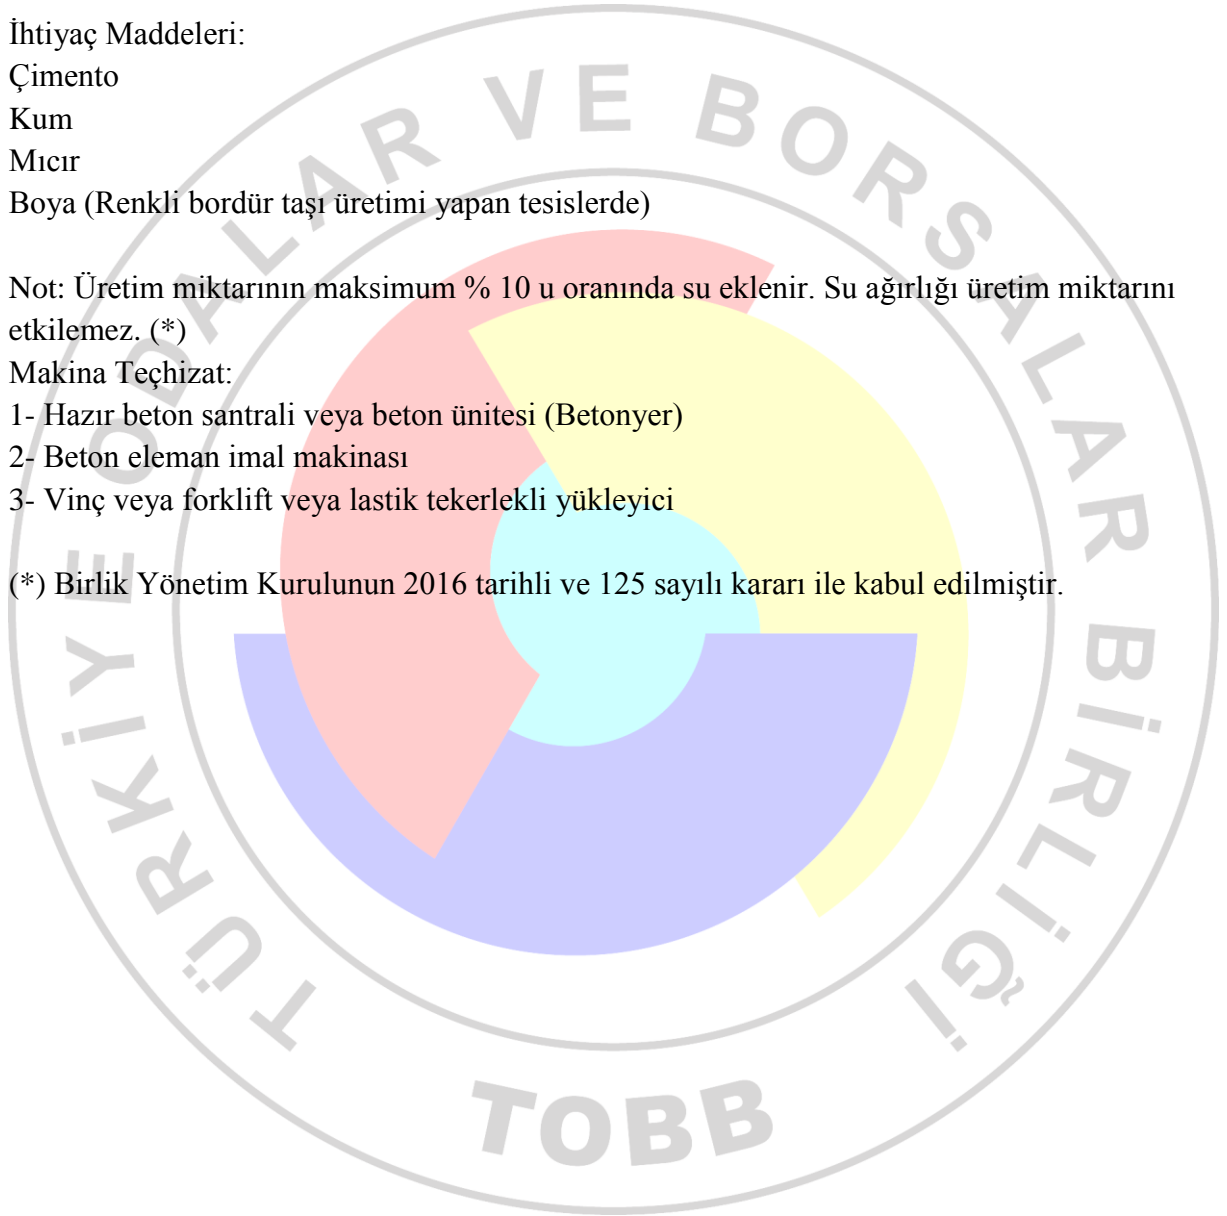 İhtiyaç Maddeleri:
Çimento
Kum
Mıcır
Boya (Renkli bordür taşı üretimi yapan tesislerde)
Not: Üretim miktarının maksimum % 10 u oranında su eklenir. Su ağırlığı üretim miktarını
etkilemez. (*)
Makina Teçhizat:
1- Hazır beton santrali veya beton ünitesi (Betonyer)
2- Beton eleman imal makinası
3- Vinç veya forklift veya lastik tekerlekli yükleyici
(*) Birlik Yönetim Kurulunun 2016 tarihli ve 125 sayılı kararı ile kabul edilmiştir.
TÜRKİYE ODALAR VE BORSALAR BİRLİĞİ
TOBB